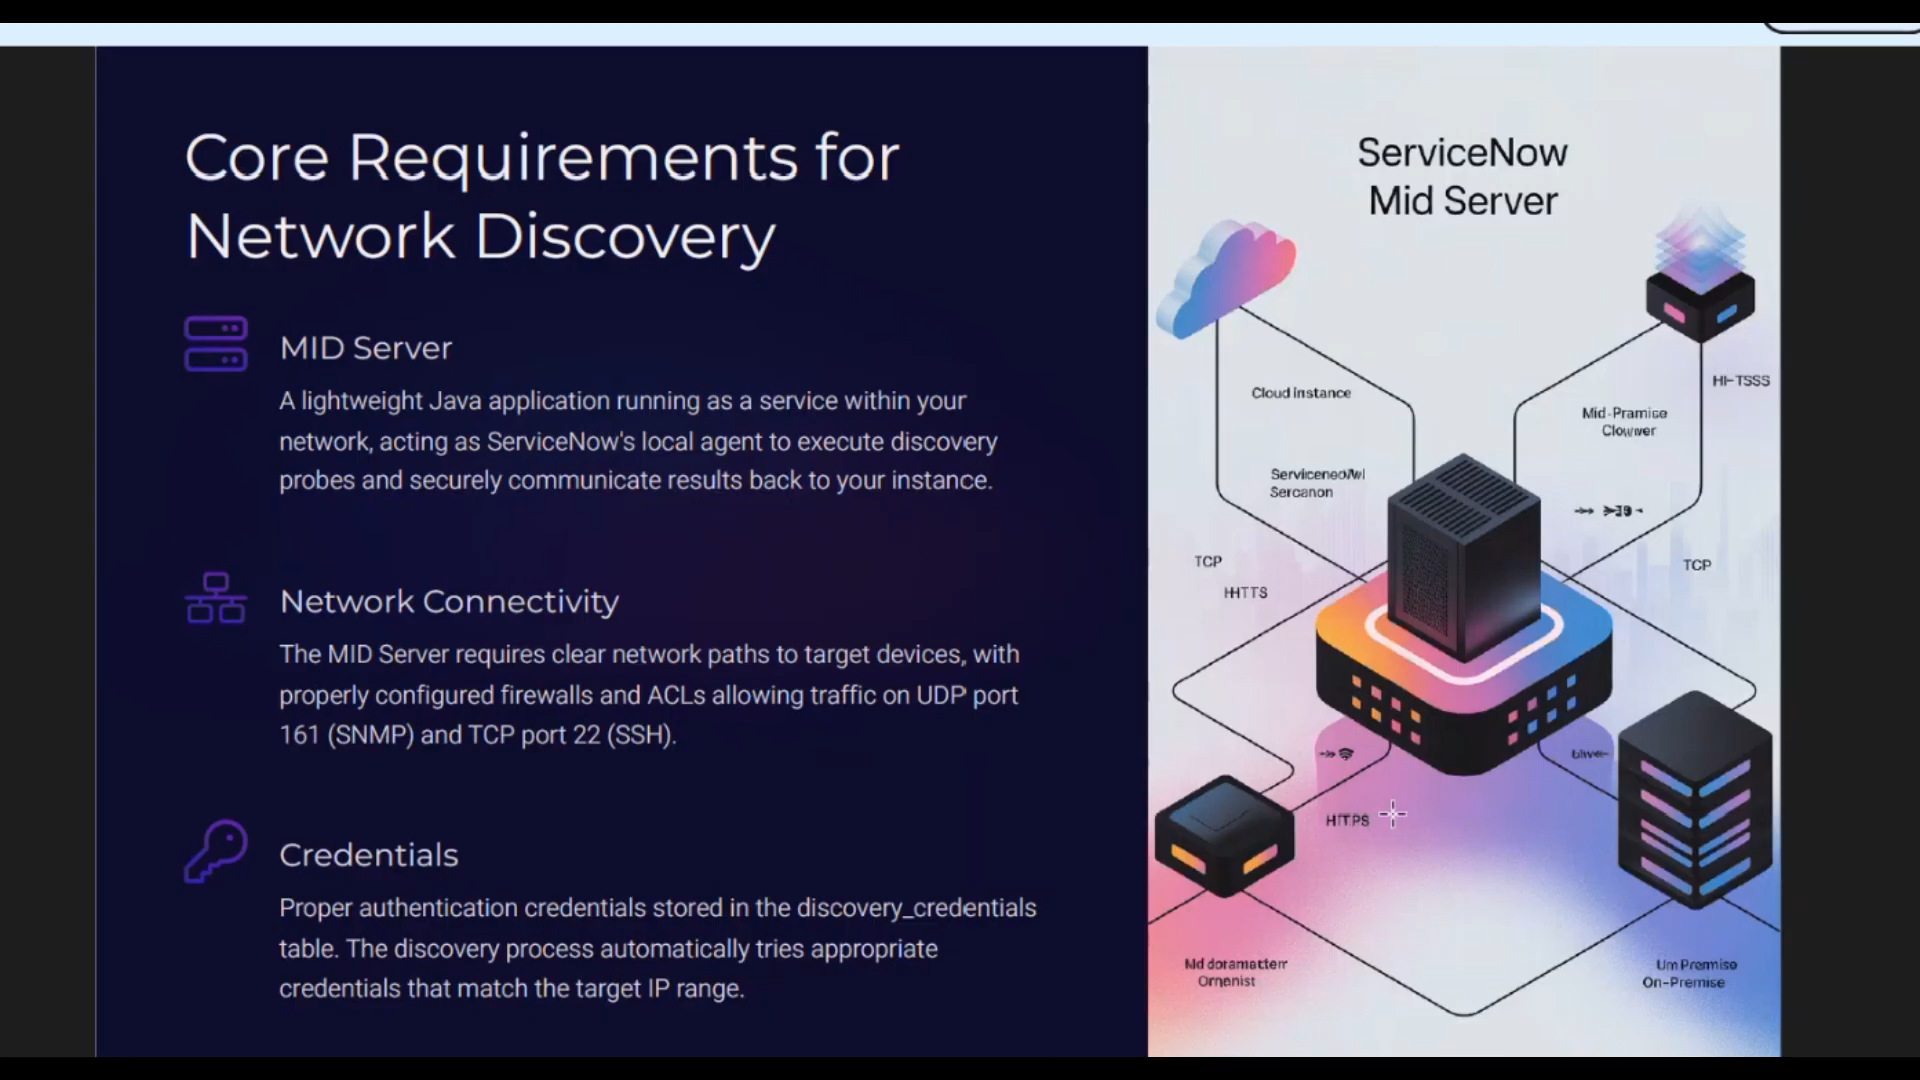 Core Requirements for
Network Discovery
MID Server
A lightweight Java application running as a service within your
network, acting as ServiceNow's local agent to execute discovery
probes and securely communicate results back to your instance.
Network Connectivity
The MID Server requires clear network paths to target devices, with
properly configured firewalls and ACLs allowing traffic on UDP port
161 (SNMP) and TCP port 22 (SSH).
Credentials
Proper authentication credentials stored in the discovery_credentials
table. The discovery process automatically tries appropriate
credentials that match the target IP range.
ServiceNow
Mid Server
Cloud instance
HI-TSSS
Mid-Pramise
Sercanon
TCP
HHTTS
TCP
HITPS
Um Premise
On-Premise